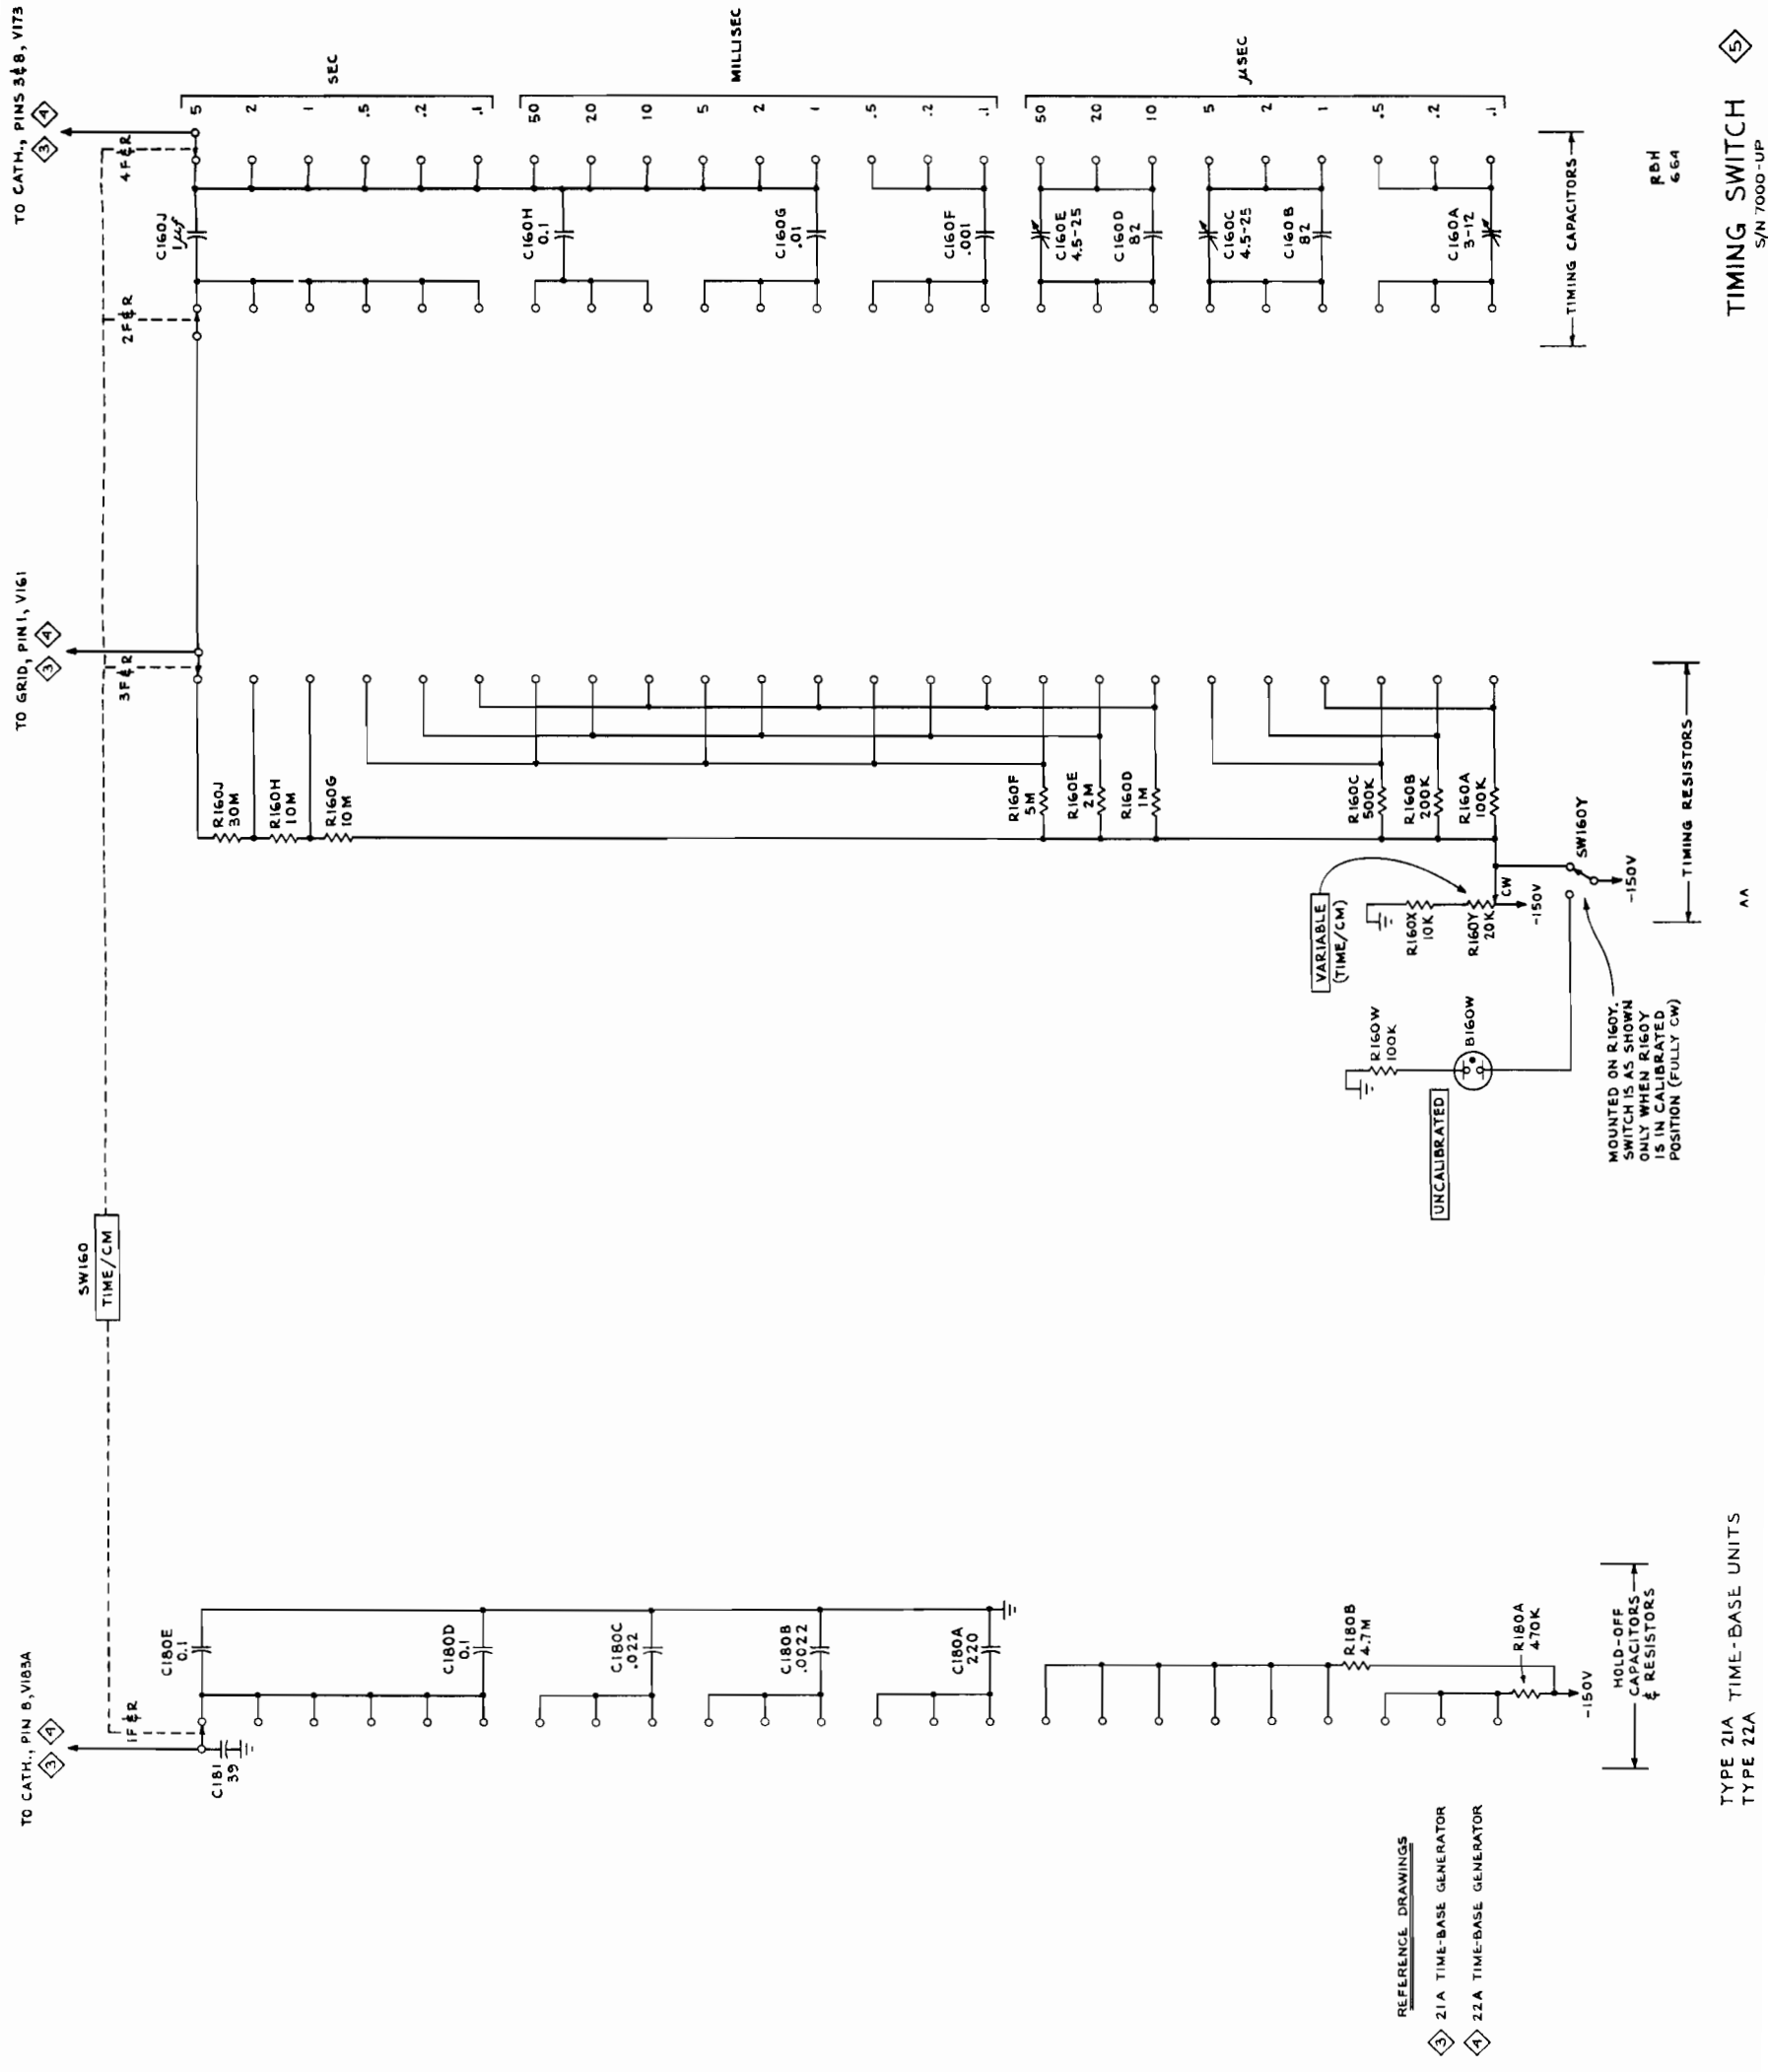 TO CATH., PIN 8, V183A
3 4
1F&R
C181
39
C180E
0.1
C180D
0.1
C180C
.022
C180B
.0022
C180A
220
R180B
4.7M
R180A
470K
-150V
HOLD-OFF
CAPACITORS
& RESISTORS
SW160
TIME/CM
TO GRID, PIN 1, V161
3 4
3F&R
R160J
30M
R160H
10M
R160G
10M
R160F
5M
R160E
2M
R160D
1M
R160C
500K
R160B
200K
R160A
100K
VARIABLE
(TIME/CM)
R160X
10K
R160Y
20K
CW
-150V
SW160Y
-150V
R160W
100K
B160W
UNCALIBRATED
MOUNTED ON R160Y.
SWITCH IS AS SHOWN
ONLY WHEN R160Y
IS IN CALIBRATED
POSITION (FULLY CW)
TIMING RESISTORS
AA
TO CATH., PINS 3&8, V173
3 4
2F&R
4F&R
C160J
1μf
C160H
0.1
C160G
.01
C160F
.001
C160E
4.5-25
C160D
82
C160C
4.5-25
C160B
82
C160A
3-12
TIMING CAPACITORS
5
2
1
.5
.2
.1
SEC
50
20
10
5
2
1
.5
.2
.1
MILLISEC
50
20
10
5
2
1
.5
.2
.1
μSEC
RBH
664
REFERENCE DRAWINGS
3 21A TIME-BASE GENERATOR
4 22A TIME-BASE GENERATOR
TYPE 21A TIME-BASE UNITS
TYPE 22A
TIMING SWITCH 5
S/N 7000-UP